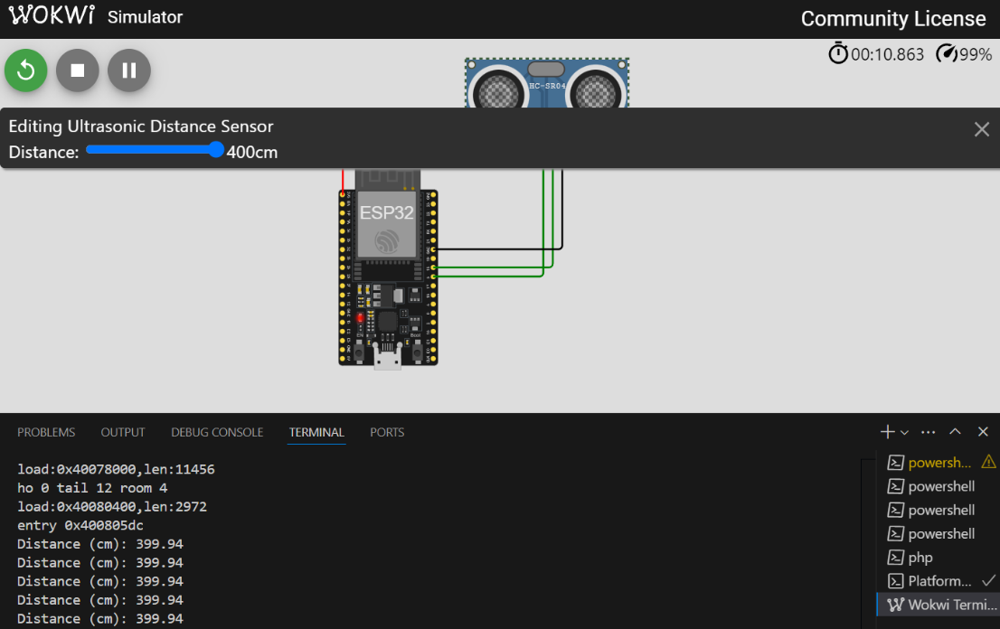 WOKWi Simulator
Community License
00:10.863 99%
HC-SR04
Editing Ultrasonic Distance Sensor
Distance: 400cm
ESP32
EN Boot
PROBLEMS OUTPUT DEBUG CONSOLE TERMINAL PORTS
load:0x40078000,len:11456
ho 0 tail 12 room 4
load:0x40080400,len:2972
entry 0x400805dc
Distance (cm): 399.94
Distance (cm): 399.94
Distance (cm): 399.94
Distance (cm): 399.94
Distance (cm): 399.94
powersh...
powershell
powershell
powershell
php
Platform...
Wokwi Termi...